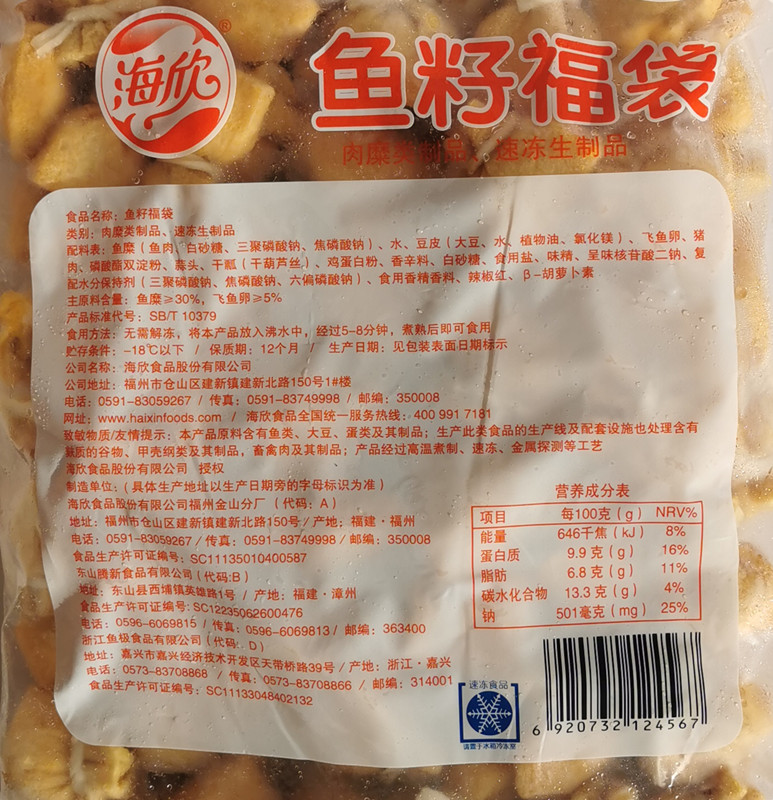 海欣
鱼籽福袋
肉糜类制品、速冻生制品
食品名称：鱼籽福袋
类别：肉糜类制品、速冻生制品
配料表：鱼糜（鱼肉、白砂糖、三聚磷酸钠、焦磷酸钠）、水、豆皮（大豆、水、植物油、氯化镁）、飞鱼卵、猪
肉、磷酸酯双淀粉、蒜头、干瓢（干葫芦丝）、鸡蛋白粉、香辛料、白砂糖、食用盐、味精、呈味核苷酸二钠、复
配水分保持剂（三聚磷酸钠、焦磷酸钠、六偏磷酸钠）、食用香精香料、辣椒红、β-胡萝卜素
主原料含量：鱼糜≥30%，飞鱼卵≥5%
产品标准代号：SB/T 10379
食用方法：无需解冻，将本产品放入沸水中，经过5-8分钟，煮熟后即可食用
贮存条件：-18℃以下 / 保质期：12个月 / 生产日期：见包装表面日期标示
公司名称：海欣食品股份有限公司
公司地址：福州市仓山区建新镇建新北路150号1#楼
电话：0591-83059267 / 传真：0591-83749998 / 邮编：350008
网址：www.haixinfoods.com / 海欣食品全国统一服务热线：400 991 7181
致敏物质/友情提示：本产品原料含有鱼类、大豆、蛋类及其制品；生产此类食品的生产线及配套设施也处理含有
麸质的谷物、甲壳纲类及其制品，畜禽肉及其制品；产品经过高温煮制、速冻、金属探测等工艺
海欣食品股份有限公司 授权
制造单位：（具体生产地址以生产日期旁的字母标识为准）
海欣食品股份有限公司福州金山分厂（代码：A）
地址：福州市仓山区建新镇建新北路150号/产地：福建·福州
电话：0591-83059267/传真：0591-83749998/邮编：350008
食品生产许可证编号：SC11135010400587
东山腾新食品有限公司（代码:B）
地址：东山县西埔镇英雄路1号 / 产地：福建·漳州
食品生产许可证编号：SC12235062600476
电话：0596-6069815 / 传真：0596-6069813/ 邮编：363400
浙江鱼极食品有限公司（代码：D）
地址：嘉兴市嘉兴经济技术开发区天带桥路39号/产地：浙江·嘉兴
电话：0573-83708868 / 传真：0573-83708866 / 邮编：314001
食品生产许可证编号：SC11133048402132
营养成分表
项目 每100克（g） NRV%
能量 646千焦（kJ） 8%
蛋白质 9.9 克（g） 16%
脂肪 6.8 克（g） 11%
碳水化合物 13.3 克（g） 4%
钠 501毫克（mg） 25%
速冻食品
请置于冰箱冷冻室
6 920732 124567